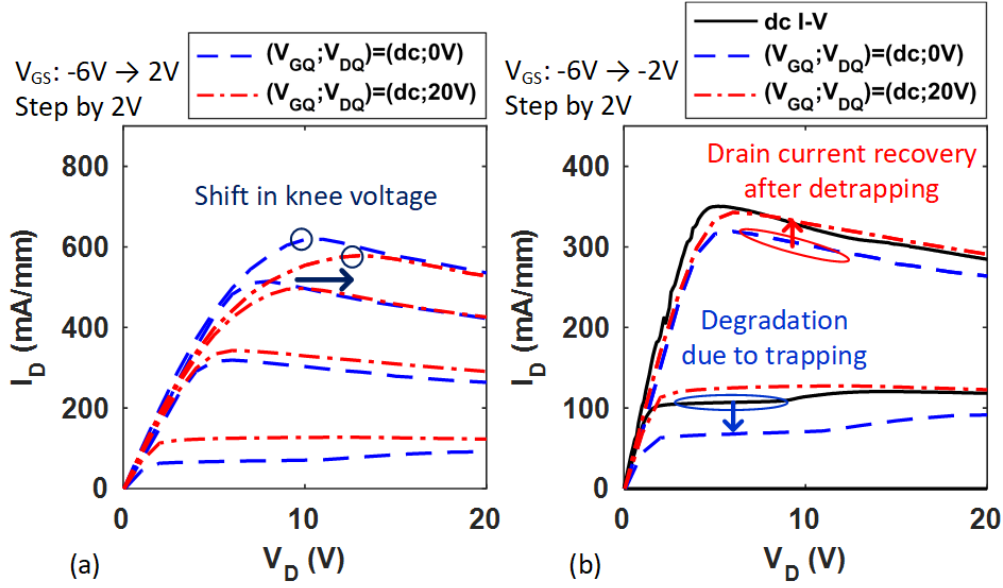 V_GS: -6V → 2V
Step by 2V
(V_GQ;V_DQ)=(dc;0V)
(V_GQ;V_DQ)=(dc;20V)
Shift in knee voltage
800
600
400
200
0
0
10
20
I_D (mA/mm)
V_D (V)
(a)
V_GS: -6V → -2V
Step by 2V
dc I-V
(V_GQ;V_DQ)=(dc;0V)
(V_GQ;V_DQ)=(dc;20V)
Drain current recovery
after detrapping
Degradation
due to trapping
400
300
200
100
0
0
10
20
I_D (mA/mm)
V_D (V)
(b)